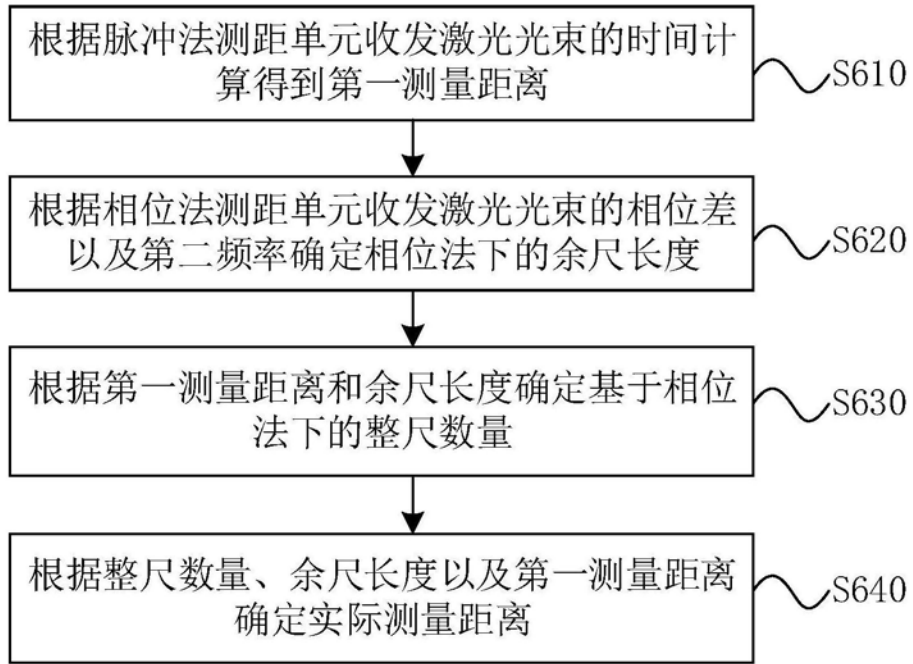 根据脉冲法测距单元收发激光光束的时间计
算得到第一测量距离
S610
根据相位法测距单元收发激光光束的相位差
以及第二频率确定相位法下的余尺长度
S620
根据第一测量距离和余尺长度确定基于相位
法下的整尺数量
S630
根据整尺数量、余尺长度以及第一测量距离
确定实际测量距离
S640